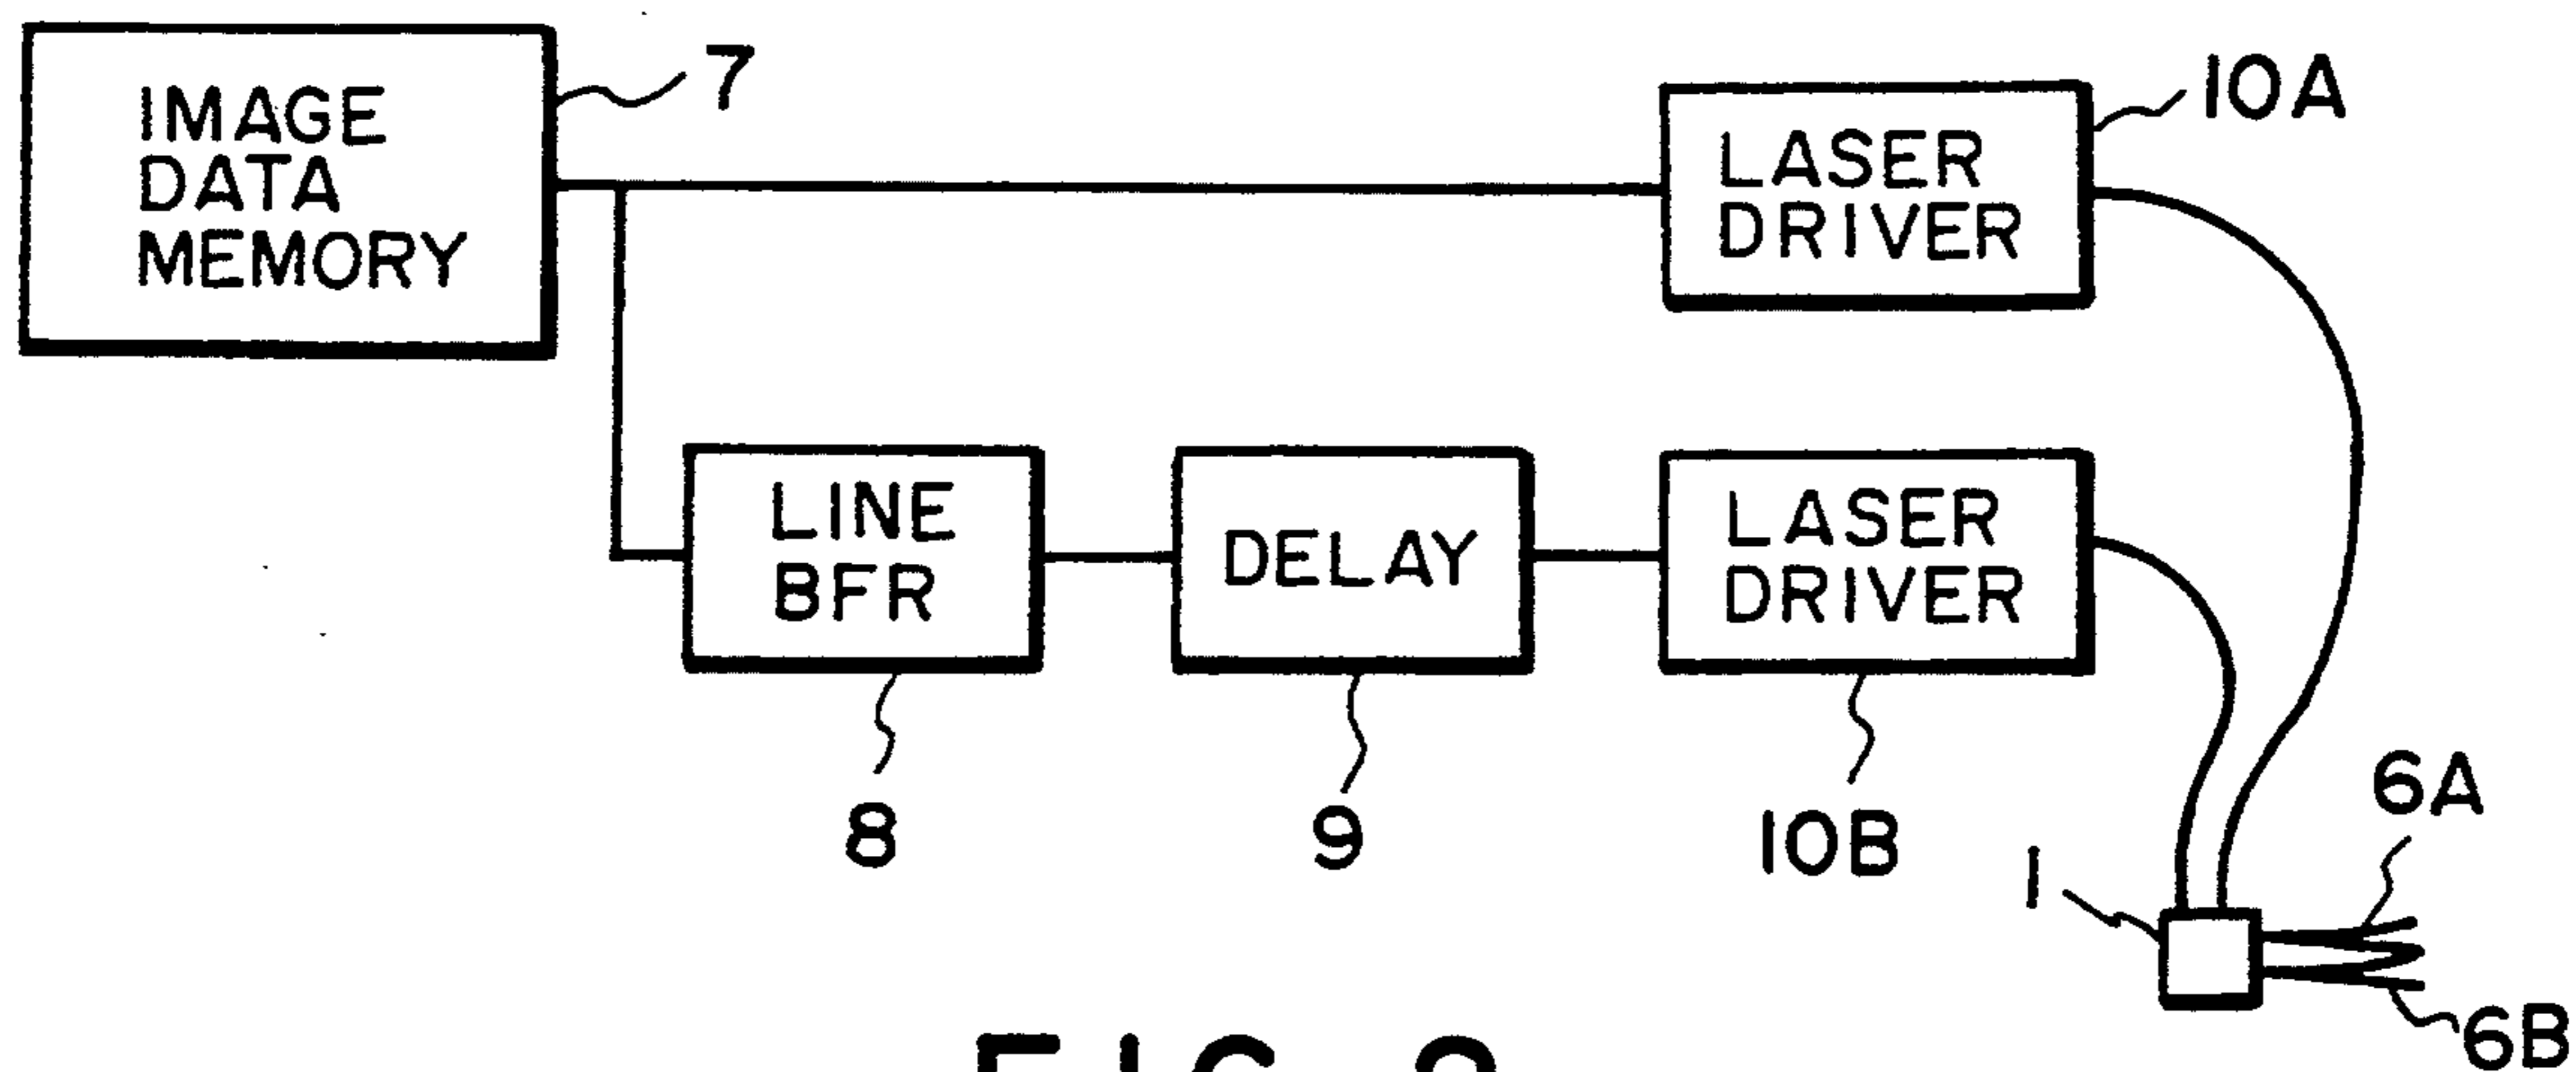 IMAGE
DATA
MEMORY
7
LASER
DRIVER
10A
LINE
BFR
8
DELAY
9
LASER
DRIVER
10B
1
6A
6B